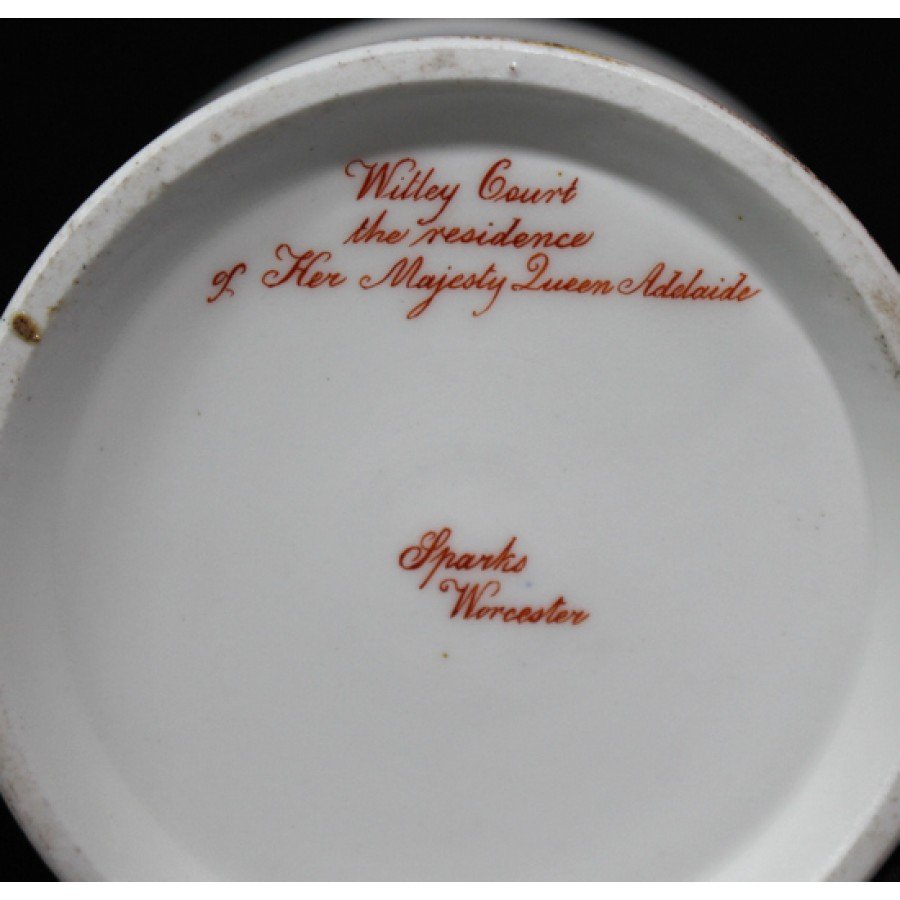 Witley Court
the residence
of Her Majesty Queen Adelaide
Sparks
Worcester